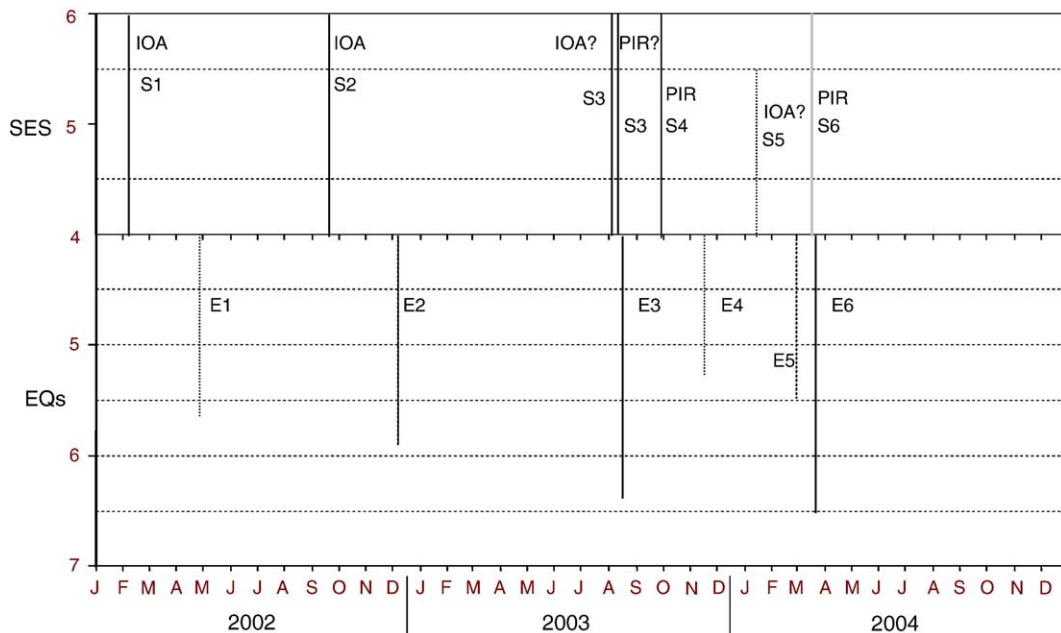 6
IOA IOA IOA? PIR?
S1 S2 S3 PIR
IOA? PIR
SES 5 S3 S4 S5 S6
4
E1 E2 E3 E4 E6
5
E5
EQs
6
7
J F M A M J J A S O N D J F M A M J J A S O N D J F M A M J J A S O N D
2002 2003 2004